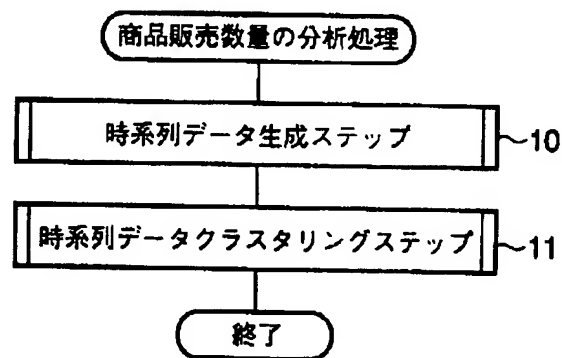 商品販売数量の分析処理
時系列データ生成ステップ
10
時系列データクラスタリングステップ
11
終了